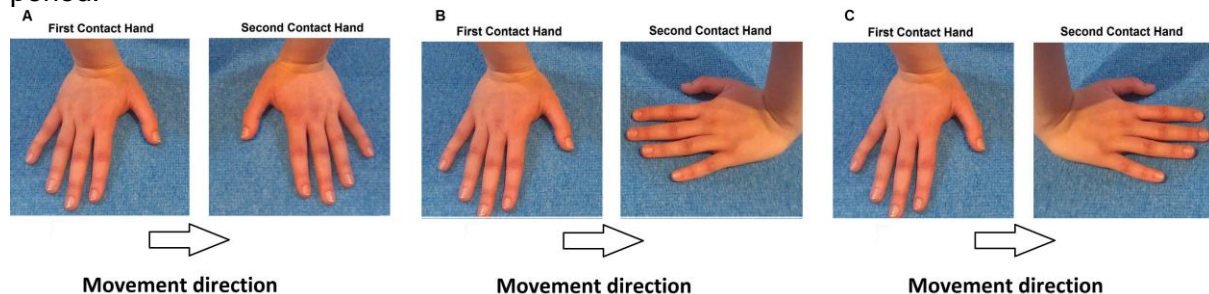 period.
A
First Contact Hand
Second Contact Hand
Movement direction
B
First Contact Hand
Second Contact Hand
Movement direction
C
First Contact Hand
Second Contact Hand
Movement direction